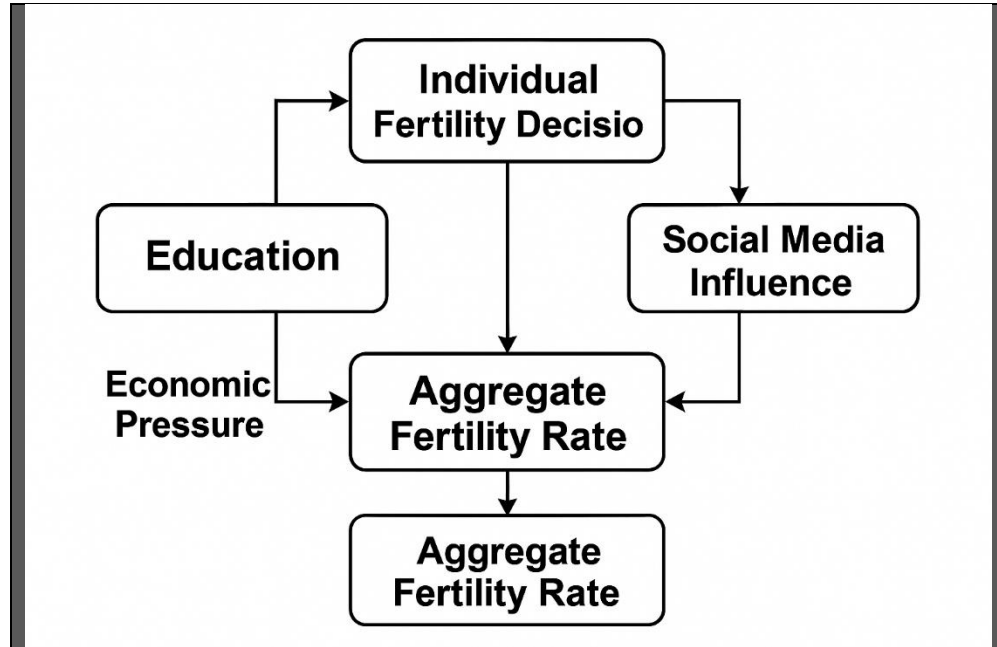 Individual
Fertility Decisio
Education
Social Media
Influence
Economic
Pressure
Aggregate
Fertility Rate
Aggregate
Fertility Rate